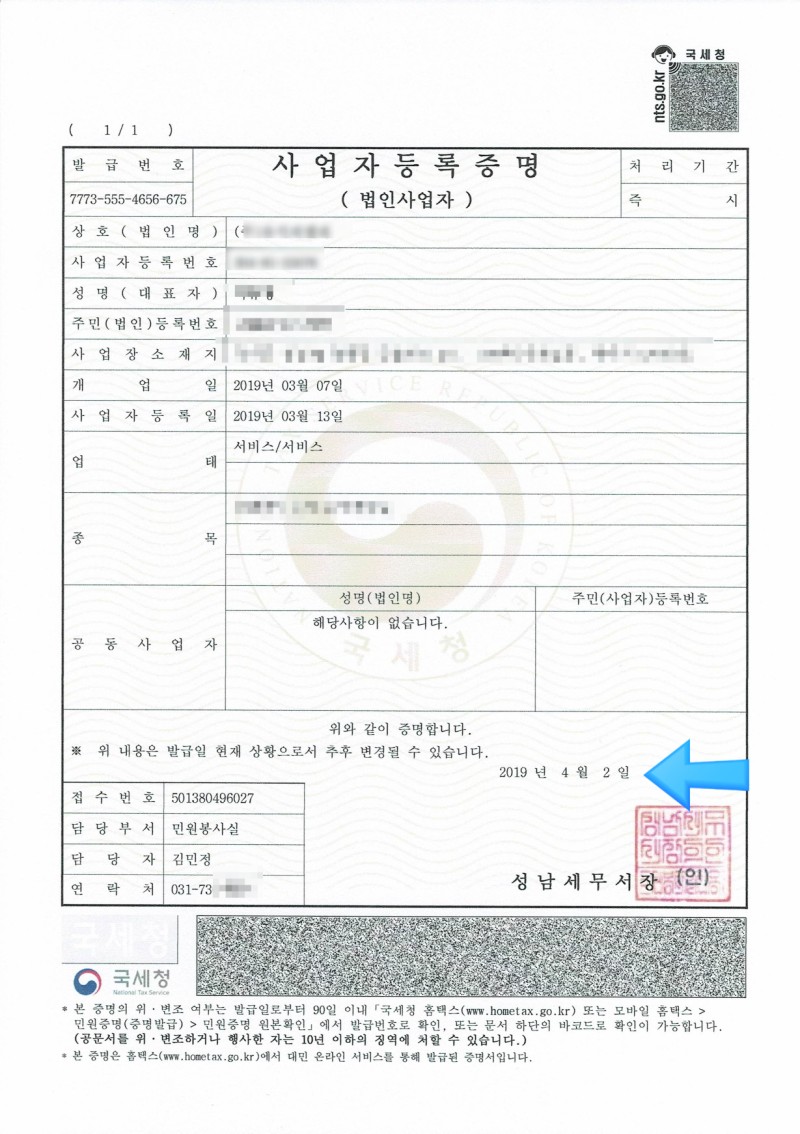 국세청
nts.go.kr
( 1/1 )
발급번호
사업자등록증명
처리기간
7773-555-4656-675
(법인사업자)
즉시
상호(법인명) (
사업자등록번호
성명(대표자)
주민(법인)등록번호
사업장소재지
개업일 2019년 03월 07일
사업자등록일 2019년 03월 13일
업태 서비스/서비스
종목
공동사업자
성명(법인명) 주민(사업자)등록번호
해당사항이 없습니다.
NATIONAL TAX SERVICE REPUBLIC OF KOREA
국세청
위와 같이 증명합니다.
※ 위 내용은 발급일 현재 상황으로서 추후 변경될 수 있습니다.
2019 년 4 월 2 일
접수번호 501380496027
담당부서 민원봉사실
담당자 김민정
연락처 031-73
성남세무서장 (인)
국세청
국세청
National Tax Service
* 본 증명의 위·변조 여부는 발급일로부터 90일 이내「국세청 홈택스(www.hometax.go.kr) 또는 모바일 홈택스 >
민원증명(증명발급) > 민원증명 원본확인」에서 발급번호로 확인, 또는 문서 하단의 바코드로 확인이 가능합니다.
(공문서를 위·변조하거나 행사한 자는 10년 이하의 징역에 처할 수 있습니다.)
* 본 증명은 홈택스(www.hometax.go.kr)에서 대민 온라인 서비스를 통해 발급된 증명서입니다.